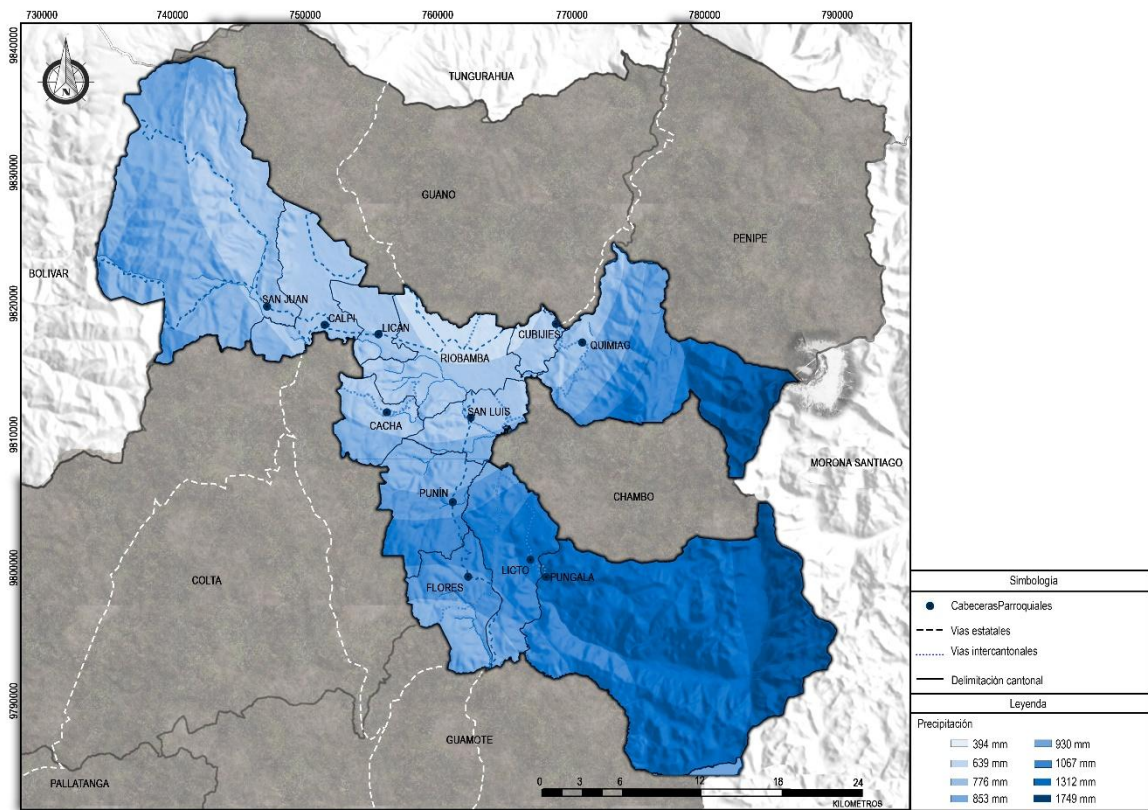 730000 740000 750000 760000 770000 780000 790000
9840000
9830000
9820000
9810000
9800000
9790000
N
TUNGURAHUA
GUANO
PENIPE
BOLIVAR
SAN JUAN
CALPI
LICÁN
CUBIJIES
QUIMIAG
RIOBAMBA
SAN LUIS
CACHA
MORONA SANTIAGO
PUNÍN
CHAMBO
COLTA
LICTO
PUNGALA
FLORES
GUAMOTE
PALLATANGA
0 3 6 12 18 24
KILOMETROS
Simbología
CabecerasParroquiales
Vias estatales
Vias intercantonales
Delimitación cantonal
Leyenda
Precipitación
394 mm 930 mm
639 mm 1067 mm
776 mm 1312 mm
853 mm 1749 mm